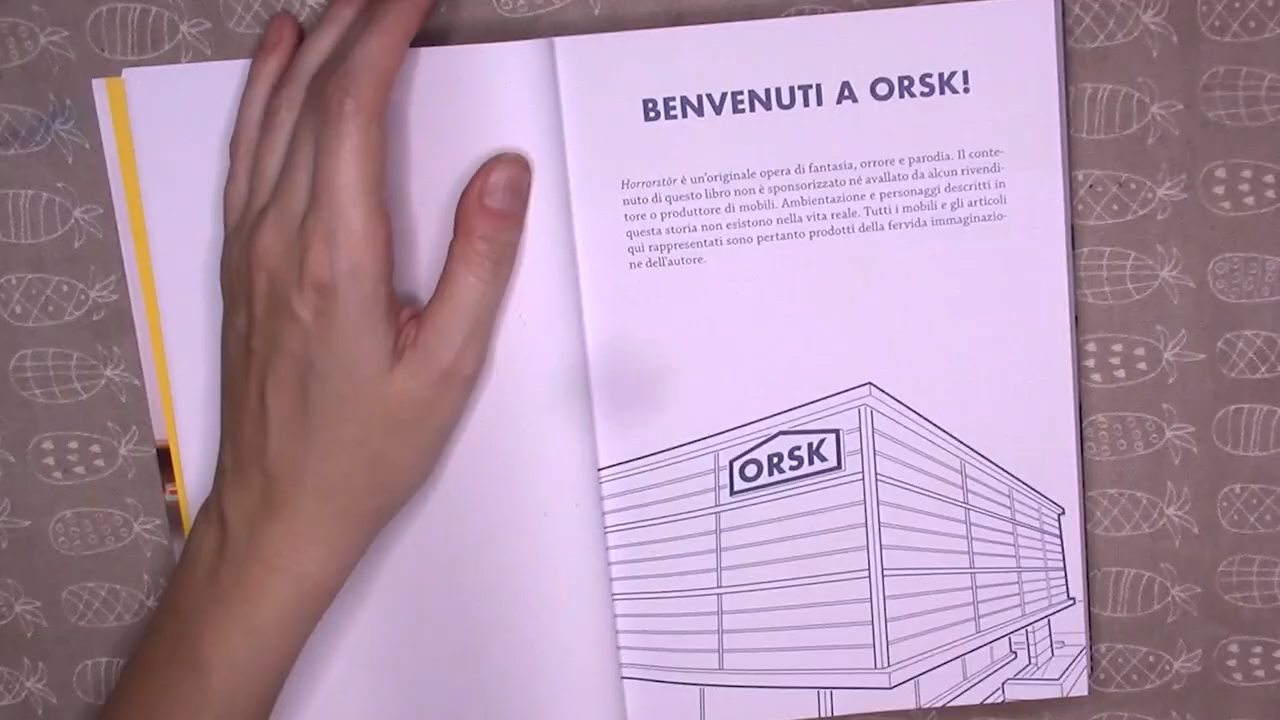 BENVENUTI A ORSK!
Horrorstör è un'originale opera di fantasia, orrore e parodia. Il conte-
nuto di questo libro non è sponsorizzato né avallato da alcun rivendi-
tore o produttore di mobili. Ambientazione e personaggi descritti in
questa storia non esistono nella vita reale. Tutti i mobili e gli articoli
qui rappresentati sono pertanto prodotti della fervida immaginazio-
ne dell'autore.
ORSK